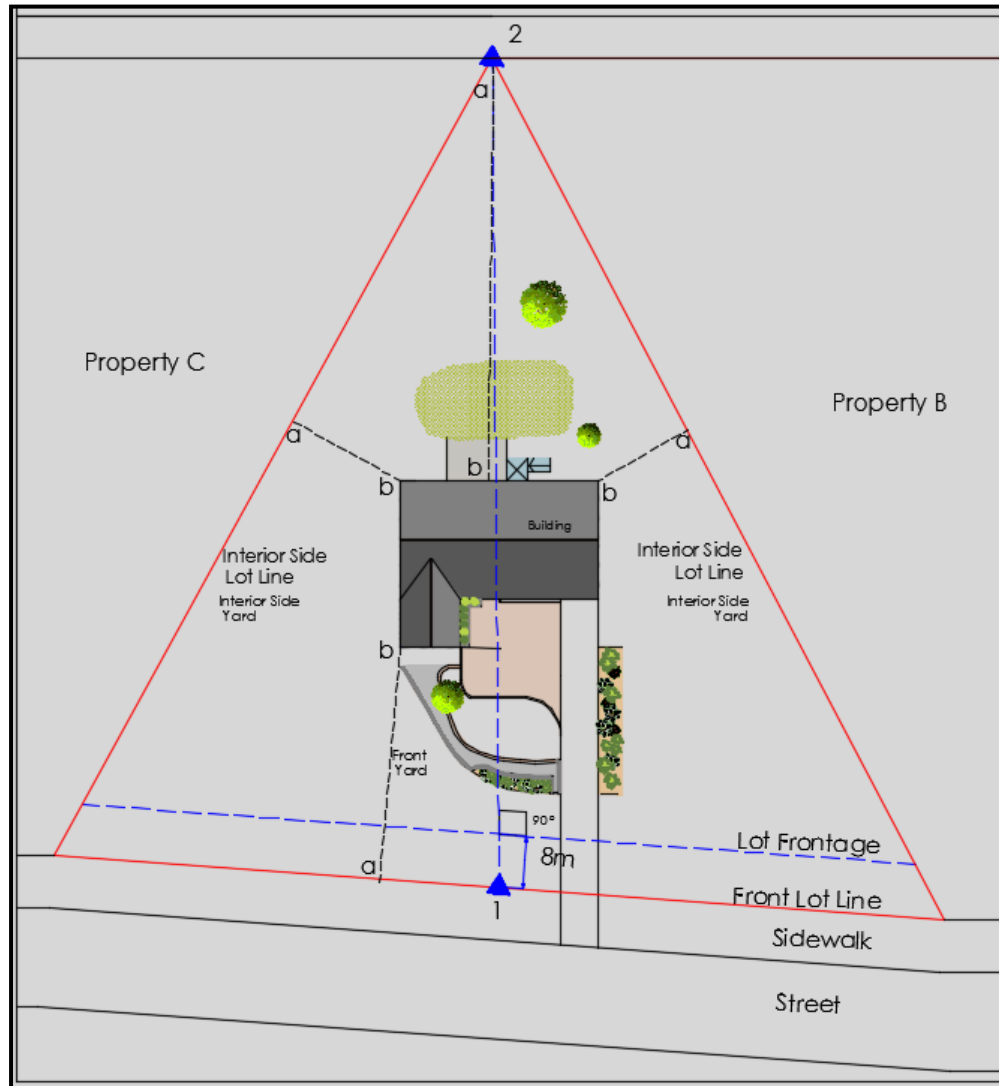 2
a
Property C
Property B
a
a
b
b
b
Building
Interior Side
Lot Line
Interior Side
Yard
Interior Side
Lot Line
Interior Side
Yard
b
Front
Yard
90°
Lot Frontage
8m
a
Front Lot Line
1
Sidewalk
Street